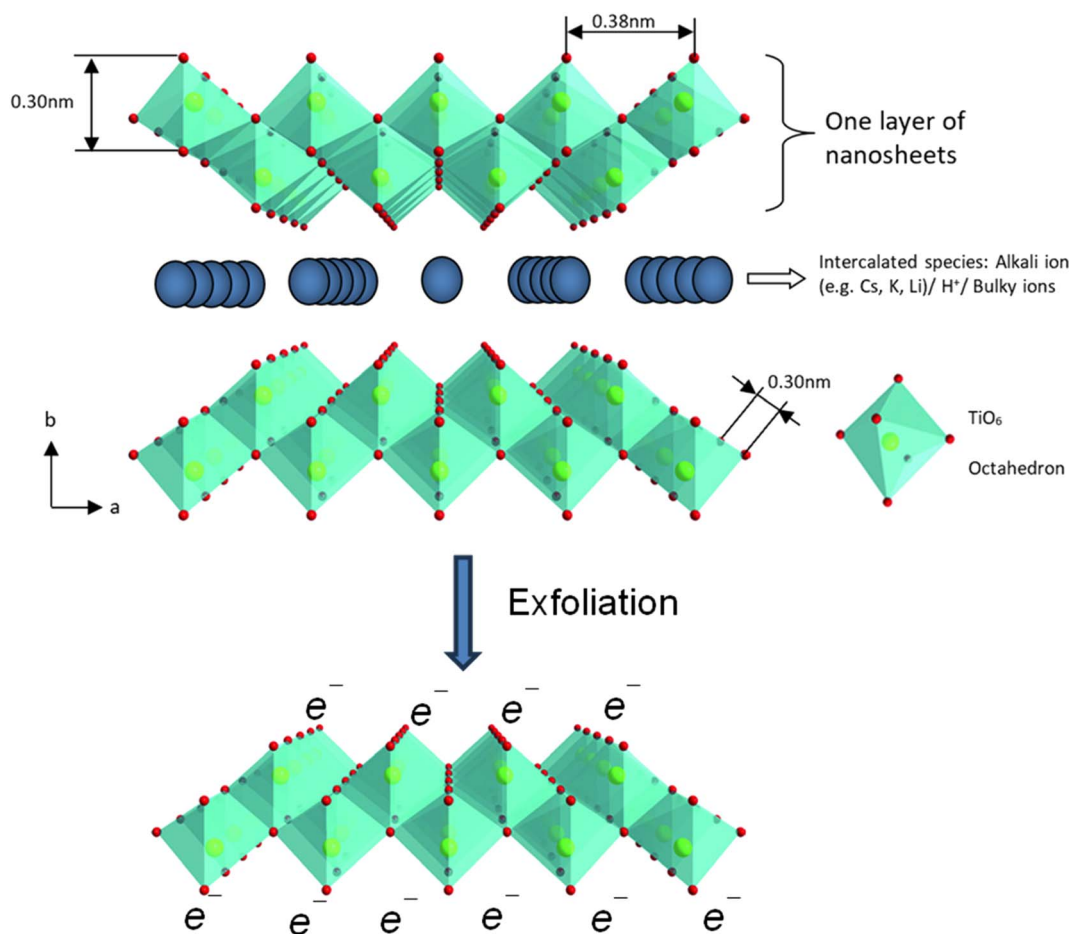 0.38nm
0.30nm
One layer of
nanosheets
Intercalated species: Alkali ion
(e.g. Cs, K, Li)/ H⁺/ Bulky ions
0.30nm
TiO₆
Octahedron
b
a
Exfoliation
e⁻ e⁻ e⁻ e⁻
e⁻ e⁻ e⁻ e⁻ e⁻